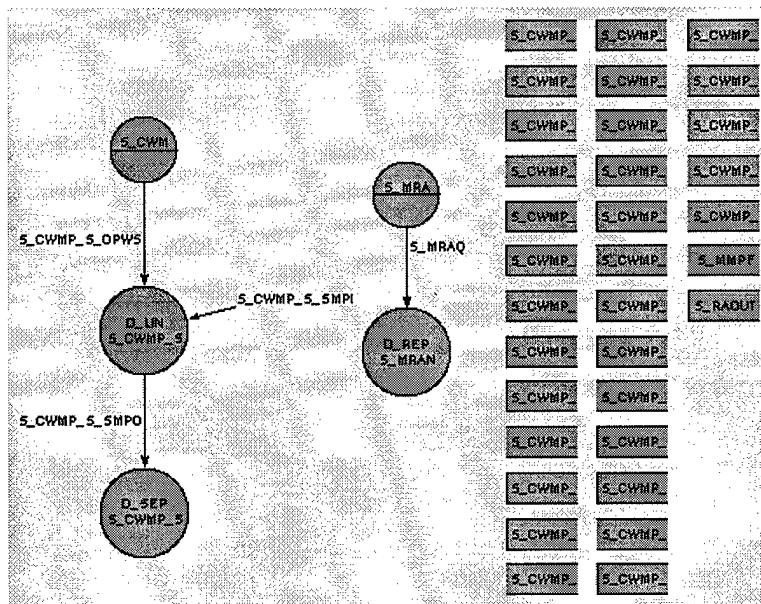 S_CWM
S_CWMP_S_OPWS
D_UN
S_CWMP_S
S_CWMP_S_SMPI
S_CWMP_S_SMPO
D_SEP
S_CWMP_S
S_MRA
S_MRAQ
D_REP
S_MRAN
S_CWMP_ S_CWMP_ S_CWMP_
S_CWMP_ S_CWMP_ S_CWMP_
S_CWMP_ S_CWMP_ S_CWMP_
S_CWMP_ S_CWMP_ S_CWMP_
S_CWMP_ S_CWMP_ S_CWMP_
S_CWMP_ S_CWMP_ S_MMPF
S_CWMP_ S_CWMP_ S_RAOUT
S_CWMP_ S_CWMP_
S_CWMP_ S_CWMP_
S_CWMP_ S_CWMP_
S_CWMP_ S_CWMP_
S_CWMP_ S_CWMP_
S_CWMP_ S_CWMP_